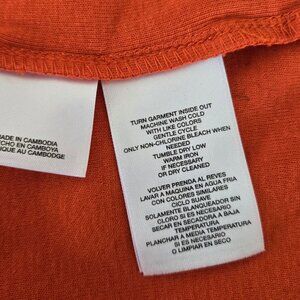 MADE IN CAMBODIA
HECHO EN CAMBOYA
IQUÉ AU CAMBODGE
TURN GARMENT INSIDE OUT
MACHINE WASH COLD
WITH LIKE COLORS
GENTLE CYCLE
ONLY NON-CHLORINE BLEACH WHEN
NEEDED
TUMBLE DRY LOW
WARM IRON
IF NECESSARY
OR DRY CLEANED
VOLVER PRENDA AL REVES
LAVAR A MAQUINA EN AGUA FRIA
CON COLORES SIMILARES
CICLO SUAVE
SOLAMENTE BLANQUEADOR SIN
CLORO SI ES NECESARIO
SECAR EN SECADORA A BAJA
TEMPERATURA
PLANCHAR A MEDIA TEMPERATURA
SI ES NECESARIO
O LIMPIAR EN SECO